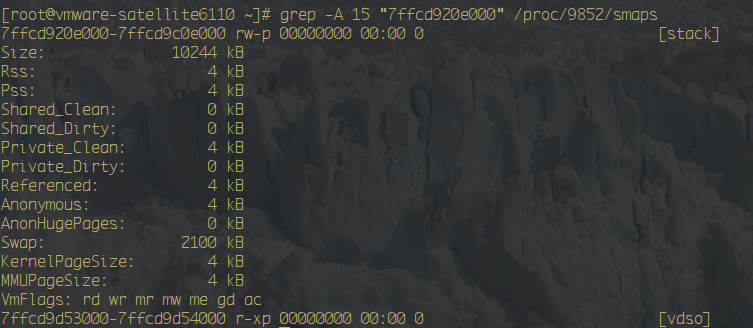 [root@vmware-satellite6110 ~]# grep -A 15 "7ffcd920e000" /proc/9852/smaps
7ffcd920e000-7ffcd9c0e000 rw-p 00000000 00:00 0 [stack]
Size: 10244 kB
Rss: 4 kB
Pss: 4 kB
Shared_Clean: 0 kB
Shared_Dirty: 0 kB
Private_Clean: 4 kB
Private_Dirty: 0 kB
Referenced: 4 kB
Anonymous: 4 kB
AnonHugePages: 0 kB
Swap: 2100 kB
KernelPageSize: 4 kB
MMUPageSize: 4 kB
VmFlags: rd wr mr mw me gd ac
7ffcd9d53000-7ffcd9d54000 r-xp 00000000 00:00 0 [vdso]